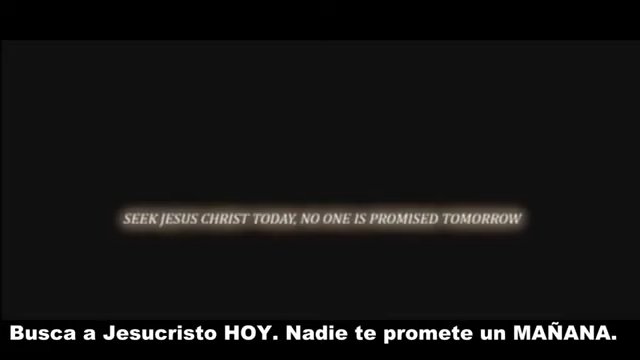 SEEK JESUS CHRIST TODAY, NO ONE IS PROMISED TOMORROW
Busca a Jesucristo HOY. Nadie te promete un MAÑANA.